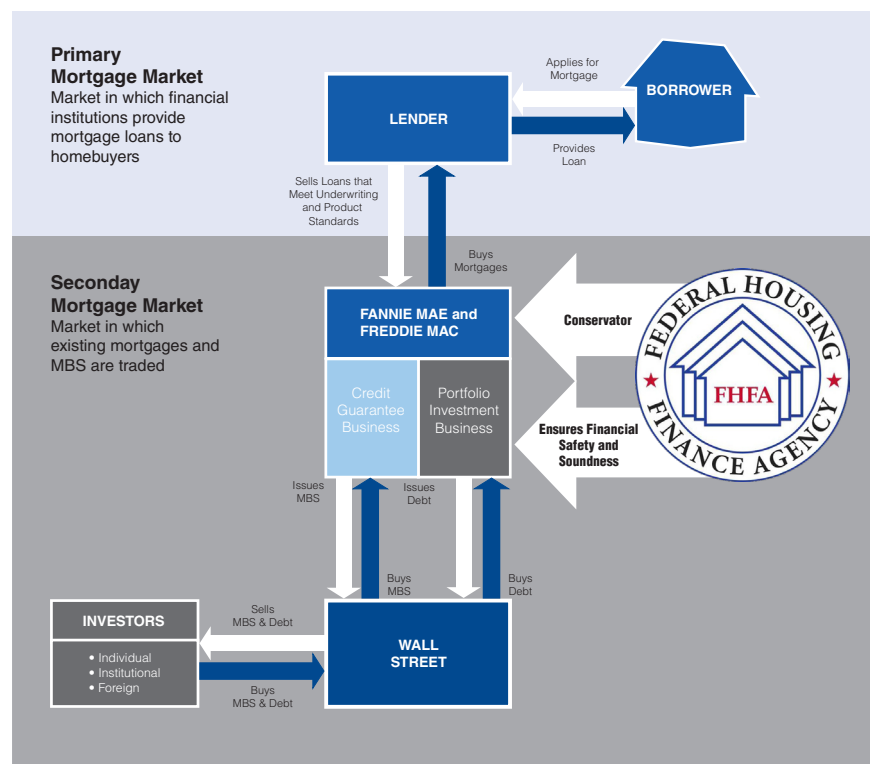 Primary
Mortgage Market
Market in which financial
institutions provide
mortgage loans to
homebuyers
LENDER
Applies for
Mortgage
BORROWER
Provides
Loan
Sells Loans that
Meet Underwriting
and Product
Standards
Buys
Mortgages
Seconday
Mortgage Market
Market in which
existing mortgages and
MBS are traded
FANNIE MAE and
FREDDIE MAC
Credit
Guarantee
Business
Portfolio
Investment
Business
Conservator
Ensures Financial
Safety and
Soundness
FEDERAL HOUSING
FINANCE AGENCY
FHFA
Issues
MBS
Issues
Debt
Buys
MBS
Buys
Debt
INVESTORS
• Individual
• Institutional
• Foreign
Sells
MBS & Debt
Buys
MBS & Debt
WALL
STREET